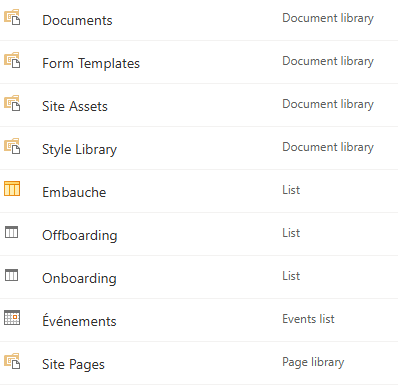 Documents Document library
Form Templates Document library
Site Assets Document library
Style Library Document library
Embauche List
Offboarding List
Onboarding List
Événements Events list
Site Pages Page library